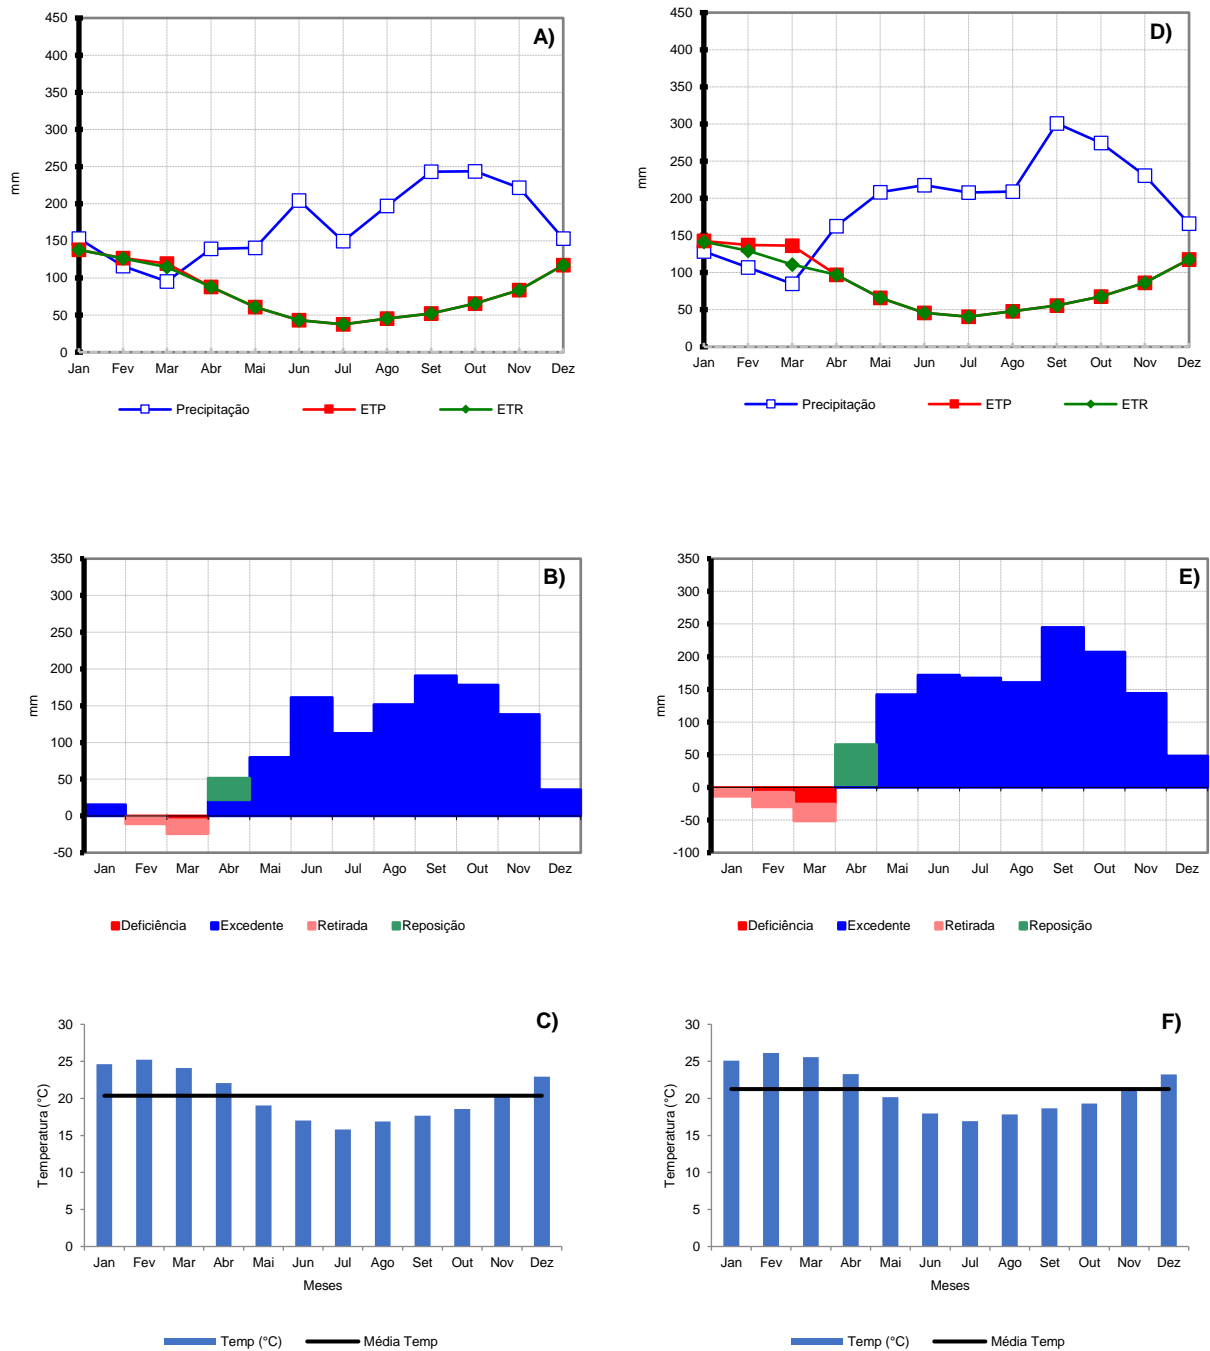 A)
450
400
350
300
250
200
150
100
50
0
mm
Jan Fev Mar Abr Mai Jun Jul Ago Set Out Nov Dez
Precipitação ETP ETR
D)
450
400
350
300
250
200
150
100
50
0
mm
Jan Fev Mar Abr Mai Jun Jul Ago Set Out Nov Dez
Precipitação ETP ETR
B)
350
300
250
200
150
100
50
0
-50
mm
Jan Fev Mar Abr Mai Jun Jul Ago Set Out Nov Dez
Deficiência Excedente Retirada Reposição
E)
350
300
250
200
150
100
50
0
-50
-100
mm
Jan Fev Mar Abr Mai Jun Jul Ago Set Out Nov Dez
Deficiência Excedente Retirada Reposição
C)
30
25
20
15
10
5
0
Temperatura (°C)
Jan Fev Mar Abr Mai Jun Jul Ago Set Out Nov Dez
Meses
Temp (°C) Média Temp
F)
30
25
20
15
10
5
0
Temperatura (°C)
Jan Fev Mar Abr Mai Jun Jul Ago Set Out Nov Dez
Meses
Temp (°C) Média Temp